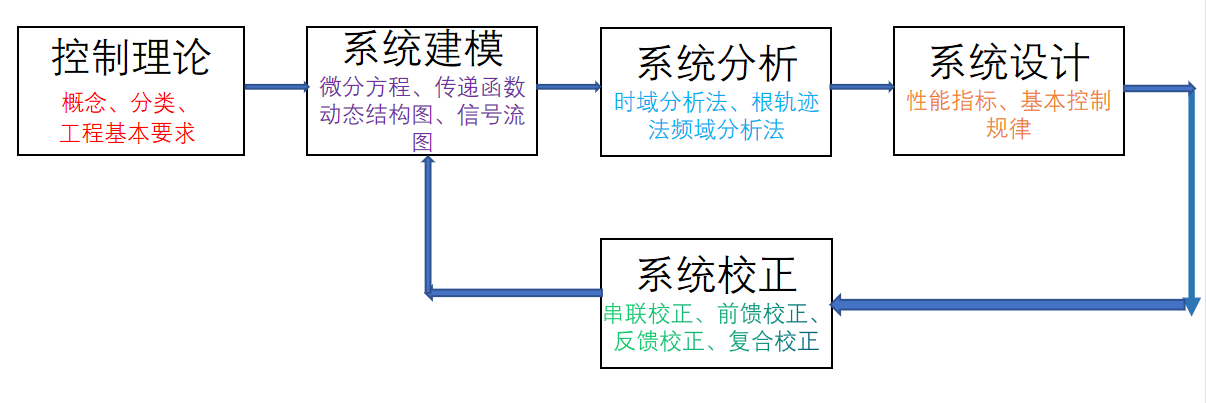 控制理论
概念、分类、
工程基本要求
系统建模
微分方程、传递函数
动态结构图、信号流
图
系统分析
时域分析法、根轨迹
法频域分析法
系统设计
性能指标、基本控制
规律
系统校正
串联校正、前馈校正、
反馈校正、复合校正